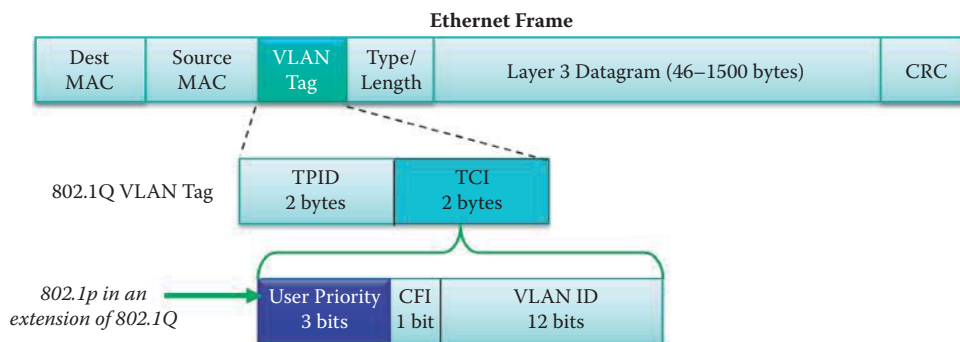 Ethernet Frame
Dest
MAC
Source
MAC
VLAN
Tag
Type/
Length
Layer 3 Datagram (46–1500 bytes)
CRC
802.1Q VLAN Tag
TPID
2 bytes
TCI
2 bytes
802.1p in an
extension of 802.1Q
User Priority
3 bits
CFI
1 bit
VLAN ID
12 bits